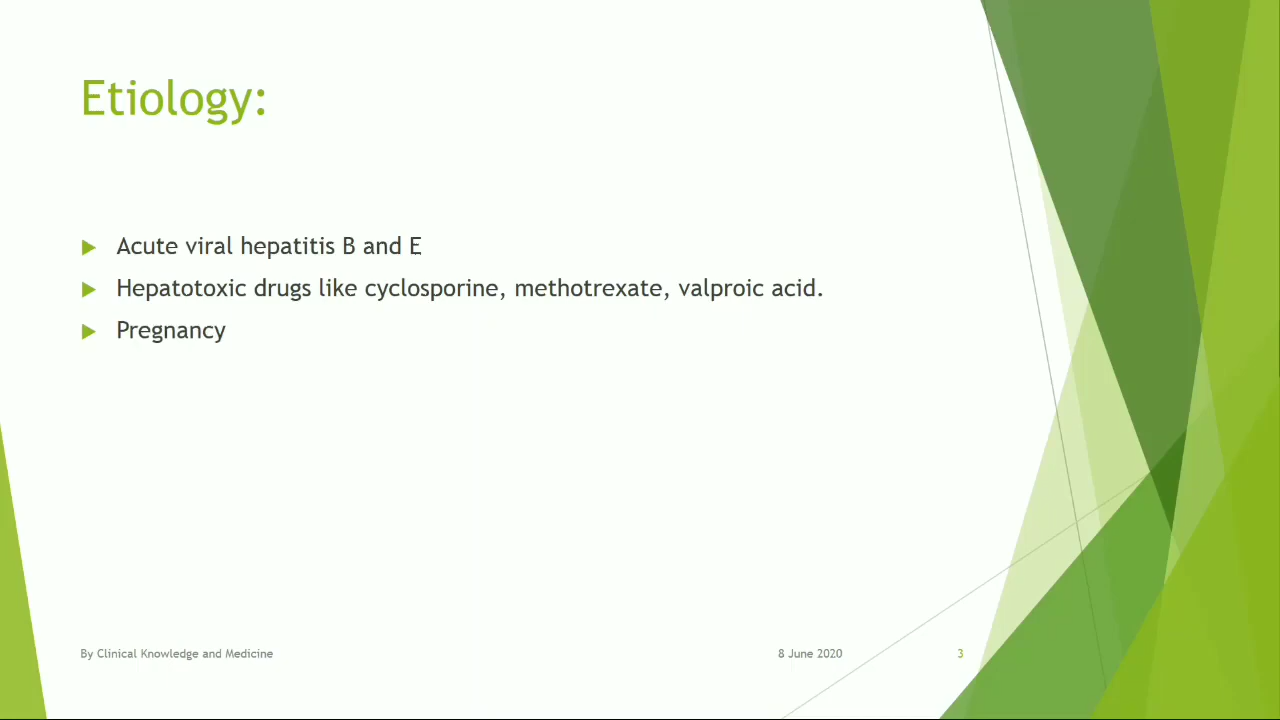 Etiology:
Acute viral hepatitis B and E
Hepatotoxic drugs like cyclosporine, methotrexate, valproic acid.
Pregnancy
By Clinical Knowledge and Medicine
8 June 2020
3